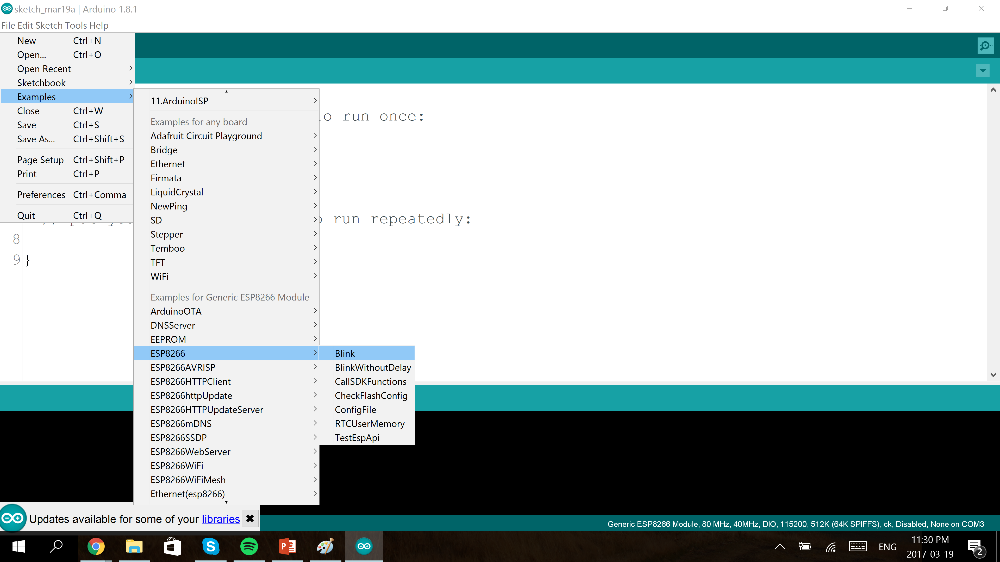 sketch_mar19a | Arduino 1.8.1
File Edit Sketch Tools Help
New Ctrl+N
Open... Ctrl+O
Open Recent
Sketchbook
Examples
Close Ctrl+W
Save Ctrl+S
Save As... Ctrl+Shift+S
Page Setup Ctrl+Shift+P
Print Ctrl+P
Preferences Ctrl+Comma
Quit Ctrl+Q
11.ArduinoISP
Examples for any board
Adafruit Circuit Playground
Bridge
Ethernet
Firmata
LiquidCrystal
NewPing
SD
Stepper
Temboo
TFT
WiFi
Examples for Generic ESP8266 Module
ArduinoOTA
DNSServer
EEPROM
ESP8266
ESP8266AVRISP
ESP8266HTTPClient
ESP8266httpUpdate
ESP8266HTTPUpdateServer
ESP8266mDNS
ESP8266SSDP
ESP8266WebServer
ESP8266WiFi
ESP8266WiFiMesh
Ethernet(esp8266)
Blink
BlinkWithoutDelay
CallSDKFunctions
CheckFlashConfig
ConfigFile
RTCUserMemory
TestEspApi
to run once:
run repeatedly:
8
9 }
Updates available for some of your libraries
Generic ESP8266 Module, 80 MHz, 40MHz, DIO, 115200, 512K (64K SPIFFS), ck, Disabled, None on COM3
ENG
11:30 PM
2017-03-19
2